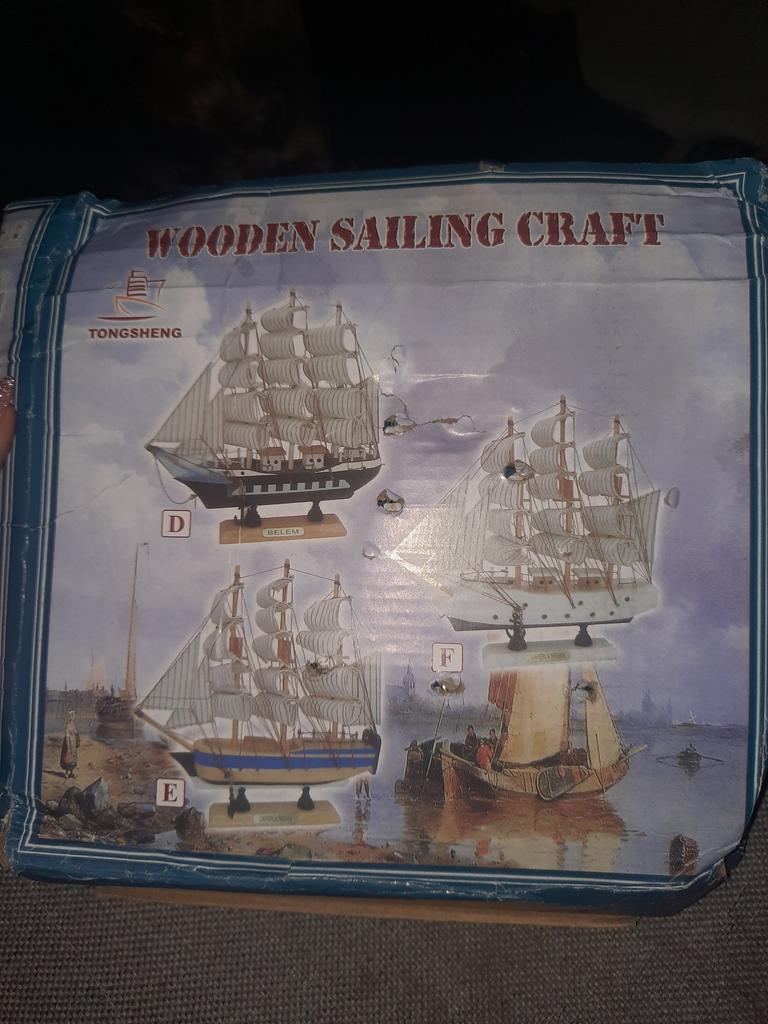 WOODEN SAILING CRAFT
TONGSHENG
D
BELEM
F
E